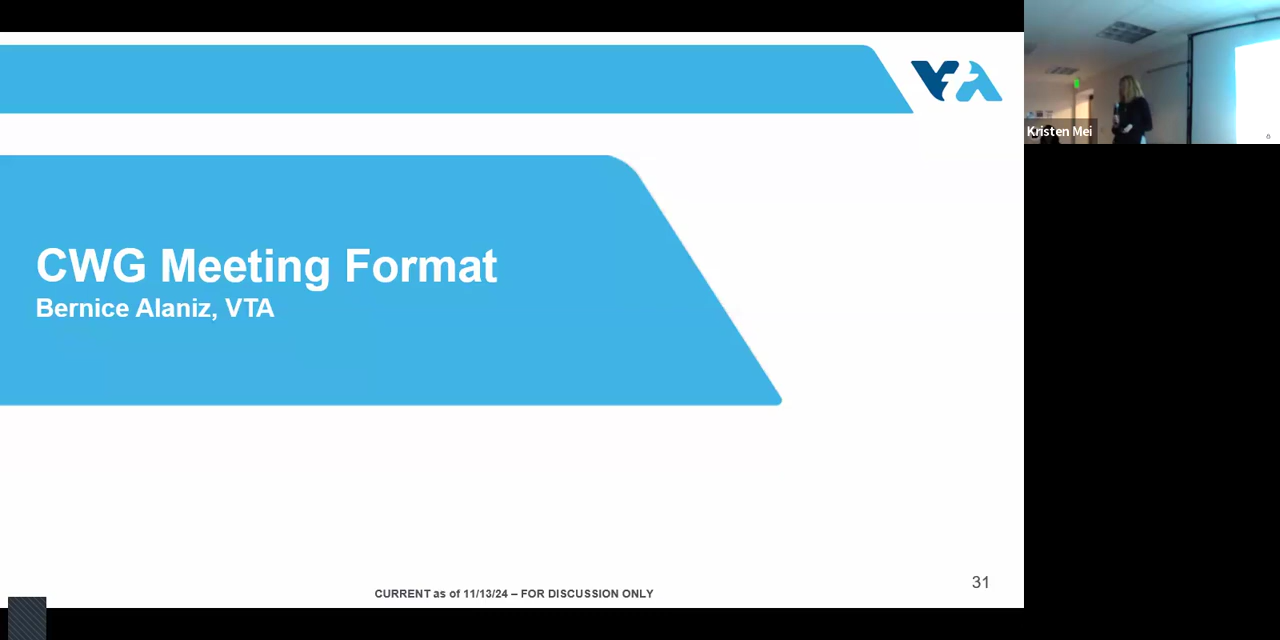 VTA
CWG Meeting Format
Bernice Alaniz, VTA
CURRENT as of 11/13/24 – FOR DISCUSSION ONLY
31
Kristen Mei